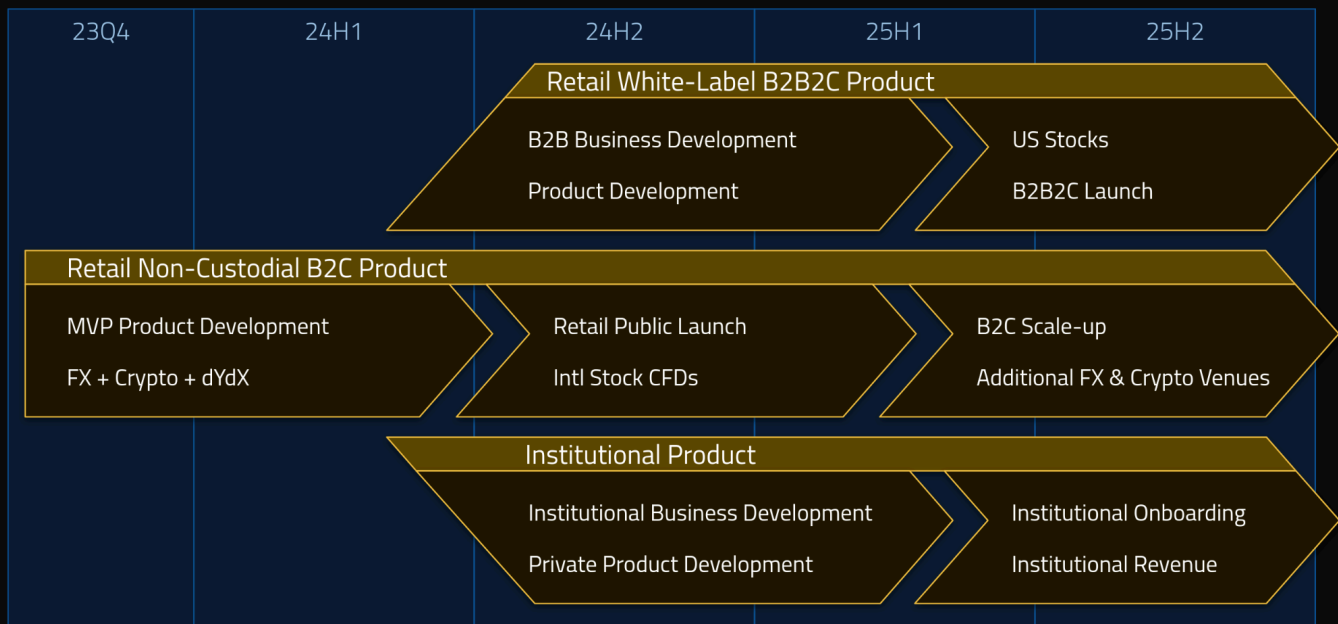 23Q4
24H1
24H2
25H1
25H2
Retail White-Label B2B2C Product
B2B Business Development
Product Development
US Stocks
B2B2C Launch
Retail Non-Custodial B2C Product
MVP Product Development
FX + Crypto + dYdX
Retail Public Launch
Intl Stock CFDs
B2C Scale-up
Additional FX & Crypto Venues
Institutional Product
Institutional Business Development
Private Product Development
Institutional Onboarding
Institutional Revenue